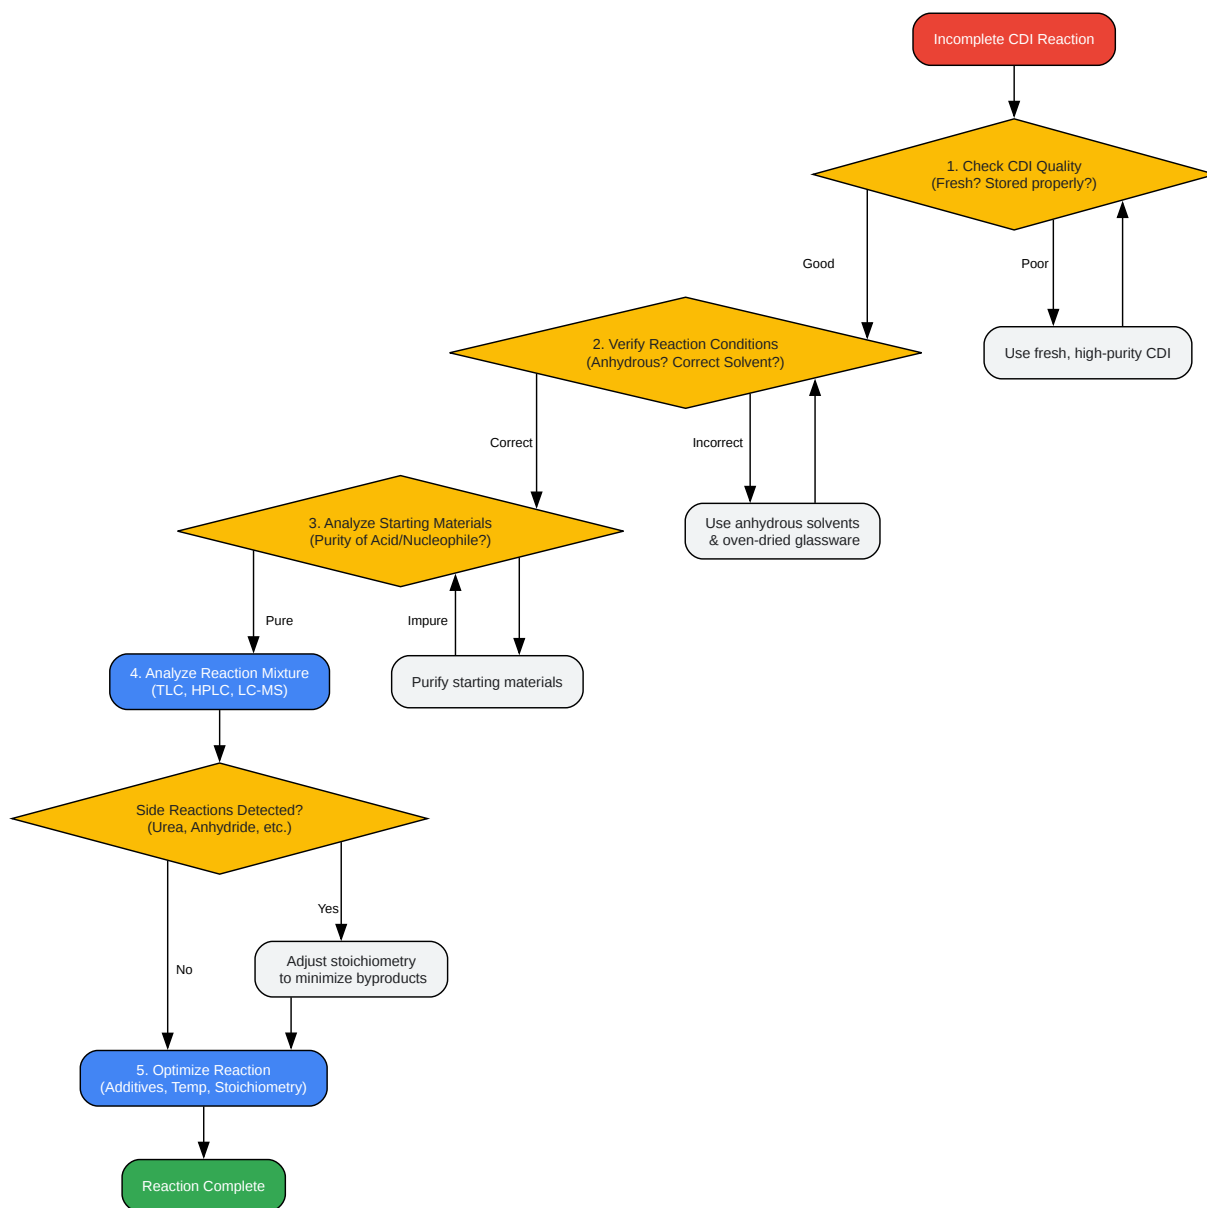 Incomplete CDI Reaction
1. Check CDI Quality
(Fresh? Stored properly?)
Good
Poor
2. Verify Reaction Conditions
(Anhydrous? Correct Solvent?)
Use fresh, high-purity CDI
Correct
Incorrect
3. Analyze Starting Materials
(Purity of Acid/Nucleophile?)
Use anhydrous solvents
& oven-dried glassware
Pure
Impure
4. Analyze Reaction Mixture
(TLC, HPLC, LC-MS)
Purify starting materials
Side Reactions Detected?
(Urea, Anhydride, etc.)
Yes
No
Adjust stoichiometry
to minimize byproducts
5. Optimize Reaction
(Additives, Temp, Stoichiometry)
Reaction Complete